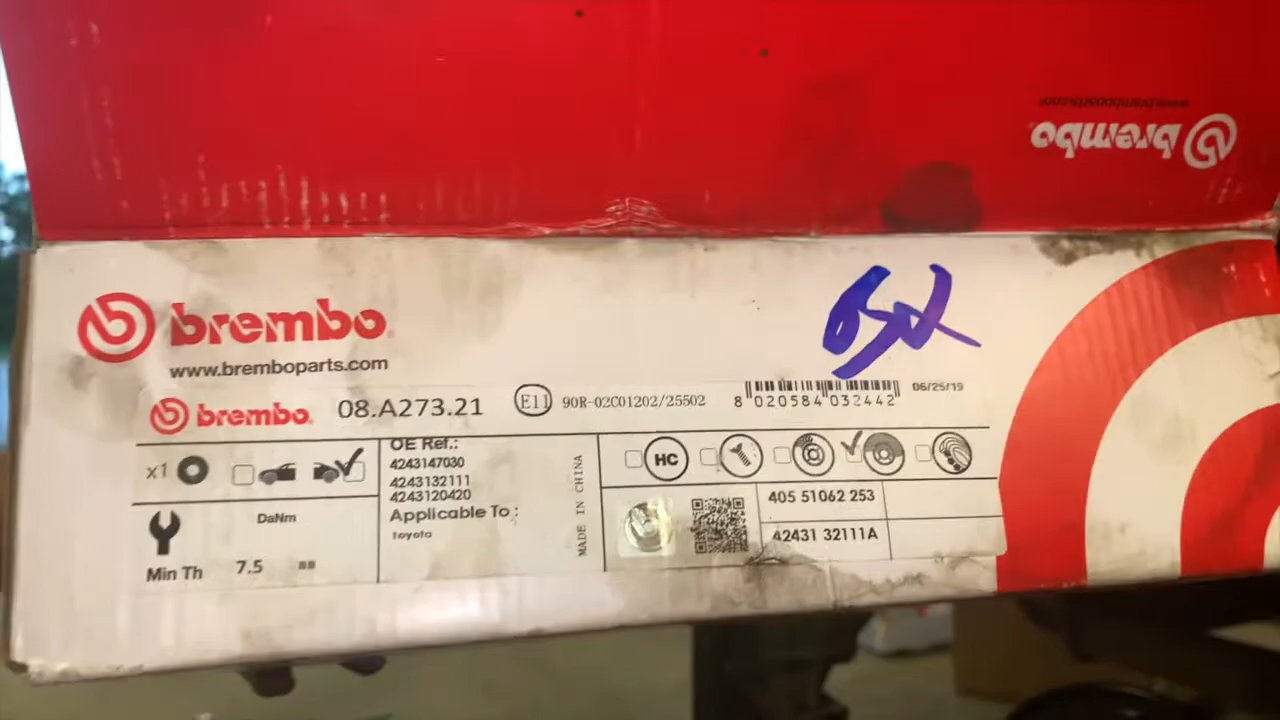 www.bremboparts.com
brembo
brembo
www.bremboparts.com
brembo. 08.A273.21 E11 90R-02C01202/25502 8 020584 032442 06/25/19
x1
OE Ref.:
4243147030
4243132111
4243120420
Applicable To :
Toyota
MADE IN CHINA
HC
DaNm
Min Th 7.5
405 51062 253
42431 32111A